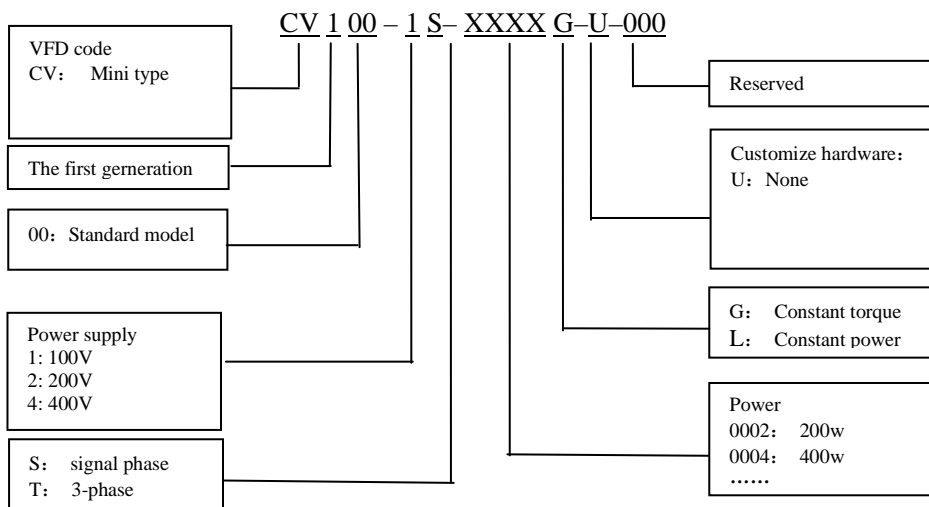 CV 1 00 – 1 S– XXXX G–U–000
VFD code
CV： Mini type
The first gerneration
00：Standard model
Power supply
1: 100V
2: 200V
4: 400V
S： signal phase
T： 3-phase
Reserved
Customize hardware：
U：None
G： Constant torque
L： Constant power
Power
0002： 200w
0004： 400w
……